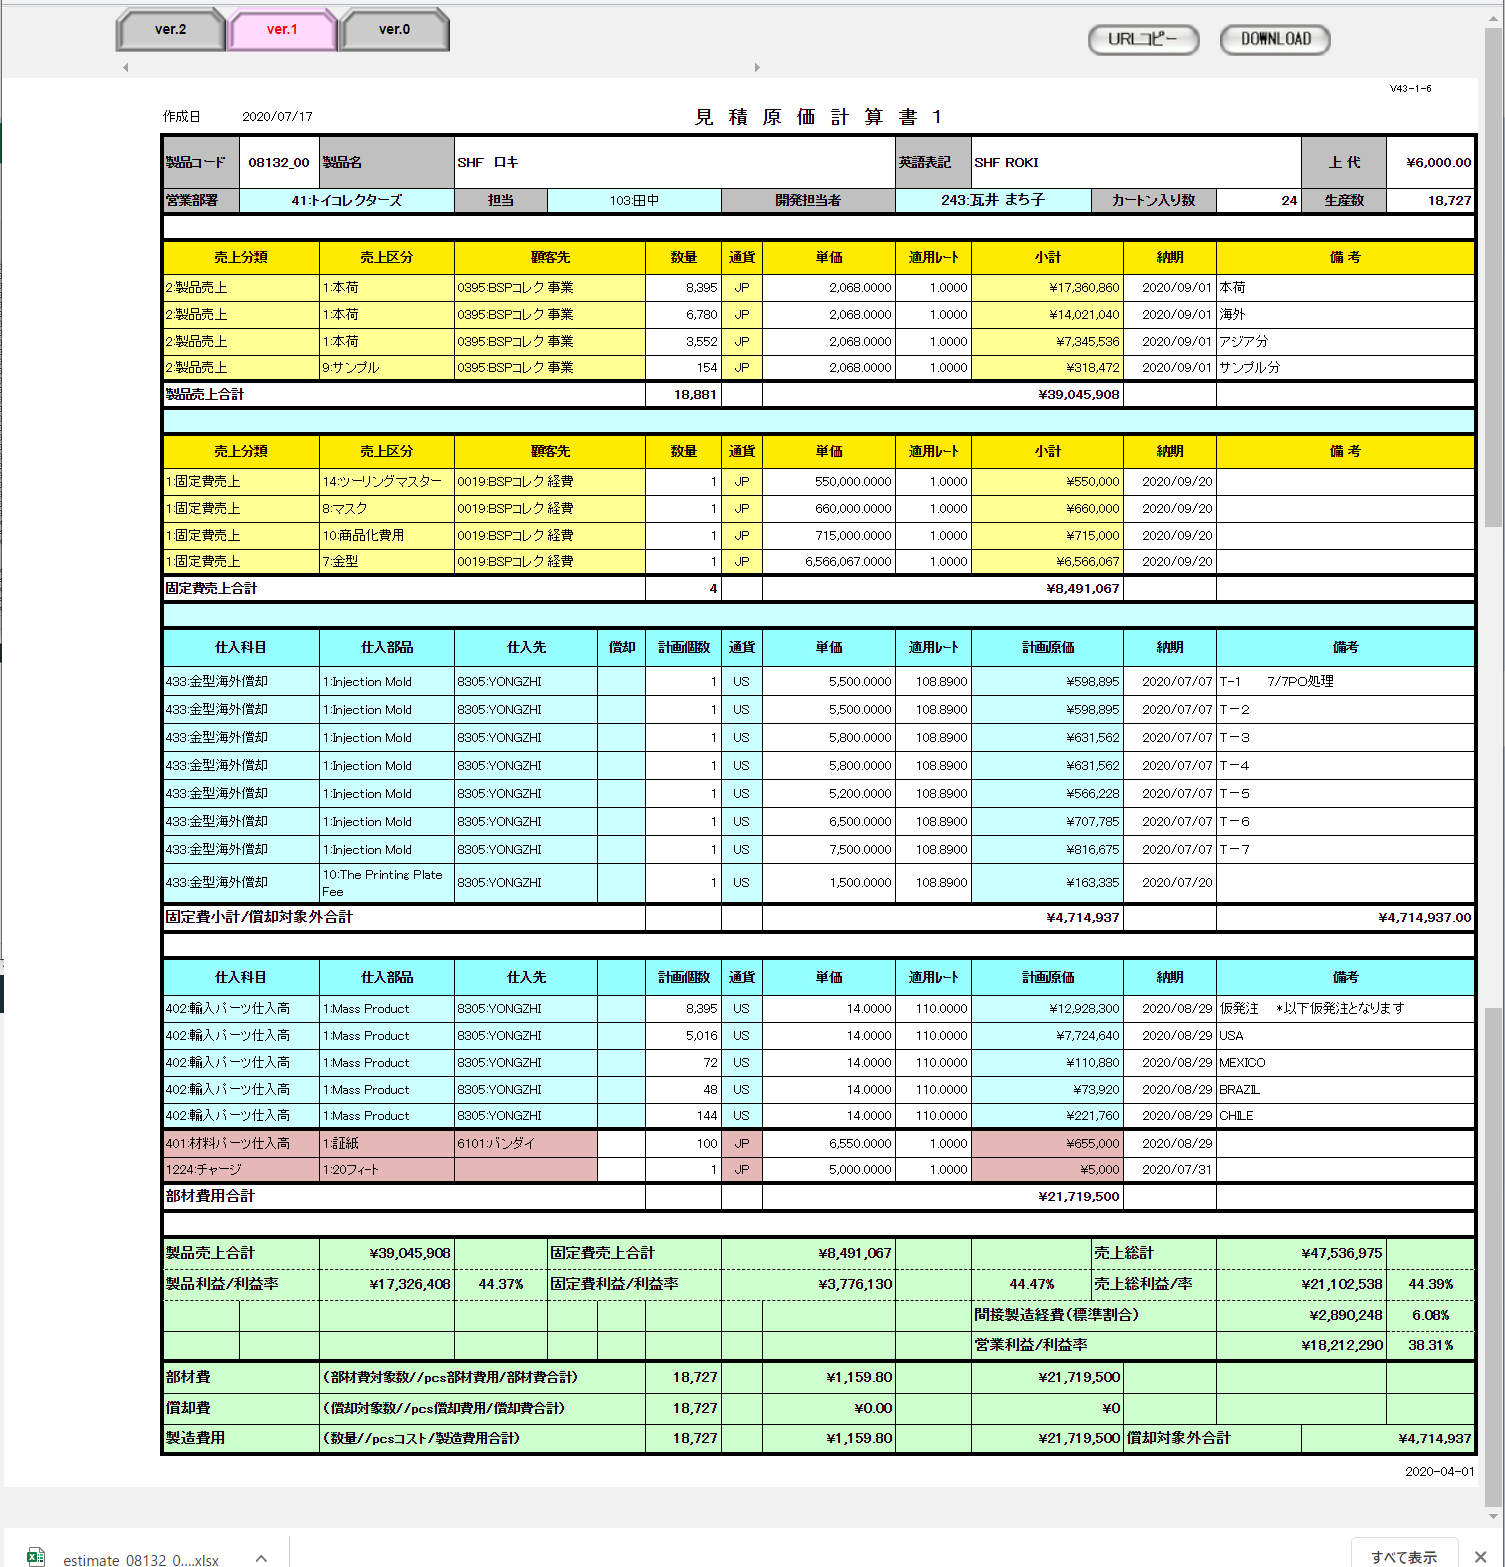 ver.2 ver.1 ver.0 URLコピー DOWNLOAD
V43-1-6
作成日 2020/07/17 見積原価計算書1
製品コード 08132_00 製品名 SHF ロキ 英語表記 SHF ROKI 上代 ¥6,000.00
営業部署 41:トイコレクターズ 担当 103:田中 開発担当者 243:瓦井 まち子 カートン入り数 24 生産数 18,727
売上分類 売上区分 顧客先 数量 通貨 単価 適用レート 小計 納期 備考
2:製品売上 1:本荷 0395:BSPコレク事業 8,395 JP 2,068.0000 1.0000 ¥17,360,860 2020/09/01 本荷
2:製品売上 1:本荷 0395:BSPコレク事業 6,780 JP 2,068.0000 1.0000 ¥14,021,040 2020/09/01 海外
2:製品売上 1:本荷 0395:BSPコレク事業 3,552 JP 2,068.0000 1.0000 ¥7,345,536 2020/09/01 アジア分
2:製品売上 9:サンプル 0395:BSPコレク事業 154 JP 2,068.0000 1.0000 ¥318,472 2020/09/01 サンプル分
製品売上合計 18,881 ¥39,045,908
売上分類 売上区分 顧客先 数量 通貨 単価 適用レート 小計 納期 備考
1:固定費売上 14:ツーリングマスター 0019:BSPコレク経費 1 JP 550,000.0000 1.0000 ¥550,000 2020/09/20
1:固定費売上 8:マスク 0019:BSPコレク経費 1 JP 660,000.0000 1.0000 ¥660,000 2020/09/20
1:固定費売上 10:商品化費用 0019:BSPコレク経費 1 JP 715,000.0000 1.0000 ¥715,000 2020/09/20
1:固定費売上 7:金型 0019:BSPコレク経費 1 JP 6,566,067.0000 1.0000 ¥6,566,067 2020/09/20
固定費売上合計 4 ¥8,491,067
仕入科目 仕入部品 仕入先 償却 計画個数 通貨 単価 適用レート 計画原価 納期 備考
433:金型海外償却 1:Injection Mold 8305:YONGZHI 1 US 5,500.0000 108.8900 ¥598,895 2020/07/07 T-1 7/7PO処理
433:金型海外償却 1:Injection Mold 8305:YONGZHI 1 US 5,500.0000 108.8900 ¥598,895 2020/07/07 T－2
433:金型海外償却 1:Injection Mold 8305:YONGZHI 1 US 5,800.0000 108.8900 ¥631,562 2020/07/07 T－3
433:金型海外償却 1:Injection Mold 8305:YONGZHI 1 US 5,800.0000 108.8900 ¥631,562 2020/07/07 T－4
433:金型海外償却 1:Injection Mold 8305:YONGZHI 1 US 5,200.0000 108.8900 ¥566,228 2020/07/07 T－5
433:金型海外償却 1:Injection Mold 8305:YONGZHI 1 US 6,500.0000 108.8900 ¥707,785 2020/07/07 T－6
433:金型海外償却 1:Injection Mold 8305:YONGZHI 1 US 7,500.0000 108.8900 ¥816,675 2020/07/07 T－7
433:金型海外償却 10:The Printing Plate Fee 8305:YONGZHI 1 US 1,500.0000 108.8900 ¥163,335 2020/07/20
固定費小計/償却対象外合計 ¥4,714,937 ¥4,714,937.00
仕入科目 仕入部品 仕入先 計画個数 通貨 単価 適用レート 計画原価 納期 備考
402:輸入パーツ仕入高 1:Mass Product 8305:YONGZHI 8,395 US 14.0000 110.0000 ¥12,928,300 2020/08/29 仮発注 *以下仮発注となります
402:輸入パーツ仕入高 1:Mass Product 8305:YONGZHI 5,016 US 14.0000 110.0000 ¥7,724,640 2020/08/29 USA
402:輸入パーツ仕入高 1:Mass Product 8305:YONGZHI 72 US 14.0000 110.0000 ¥110,880 2020/08/29 MEXICO
402:輸入パーツ仕入高 1:Mass Product 8305:YONGZHI 48 US 14.0000 110.0000 ¥73,920 2020/08/29 BRAZIL
402:輸入パーツ仕入高 1:Mass Product 8305:YONGZHI 144 US 14.0000 110.0000 ¥221,760 2020/08/29 CHILE
401:材料パーツ仕入高 1:証紙 6101:バンダイ 100 JP 6,550.0000 1.0000 ¥655,000 2020/08/29
1224:チャージ 1:20フィート 1 JP 5,000.0000 1.0000 ¥5,000 2020/07/31
部材費用合計 ¥21,719,500
製品売上合計 ¥39,045,908 固定費売上合計 ¥8,491,067 売上総計 ¥47,536,975
製品利益/利益率 ¥17,326,408 44.37% 固定費利益/利益率 ¥3,776,130 44.47% 売上総利益/率 ¥21,102,538 44.39%
間接製造経費(標準割合) ¥2,890,248 6.08%
営業利益/利益率 ¥18,212,290 38.31%
部材費 (部材費対象数//pcs部材費用/部材費合計) 18,727 ¥1,159.80 ¥21,719,500
償却費 (償却対象数//pcs償却費用/償却費合計) 18,727 ¥0.00 ¥0
製造費用 (数量//pcsコスト/製造費用合計) 18,727 ¥1,159.80 ¥21,719,500 償却対象外合計 ¥4,714,937
2020-04-01
estimate_08132_0....xlsx すべて表示